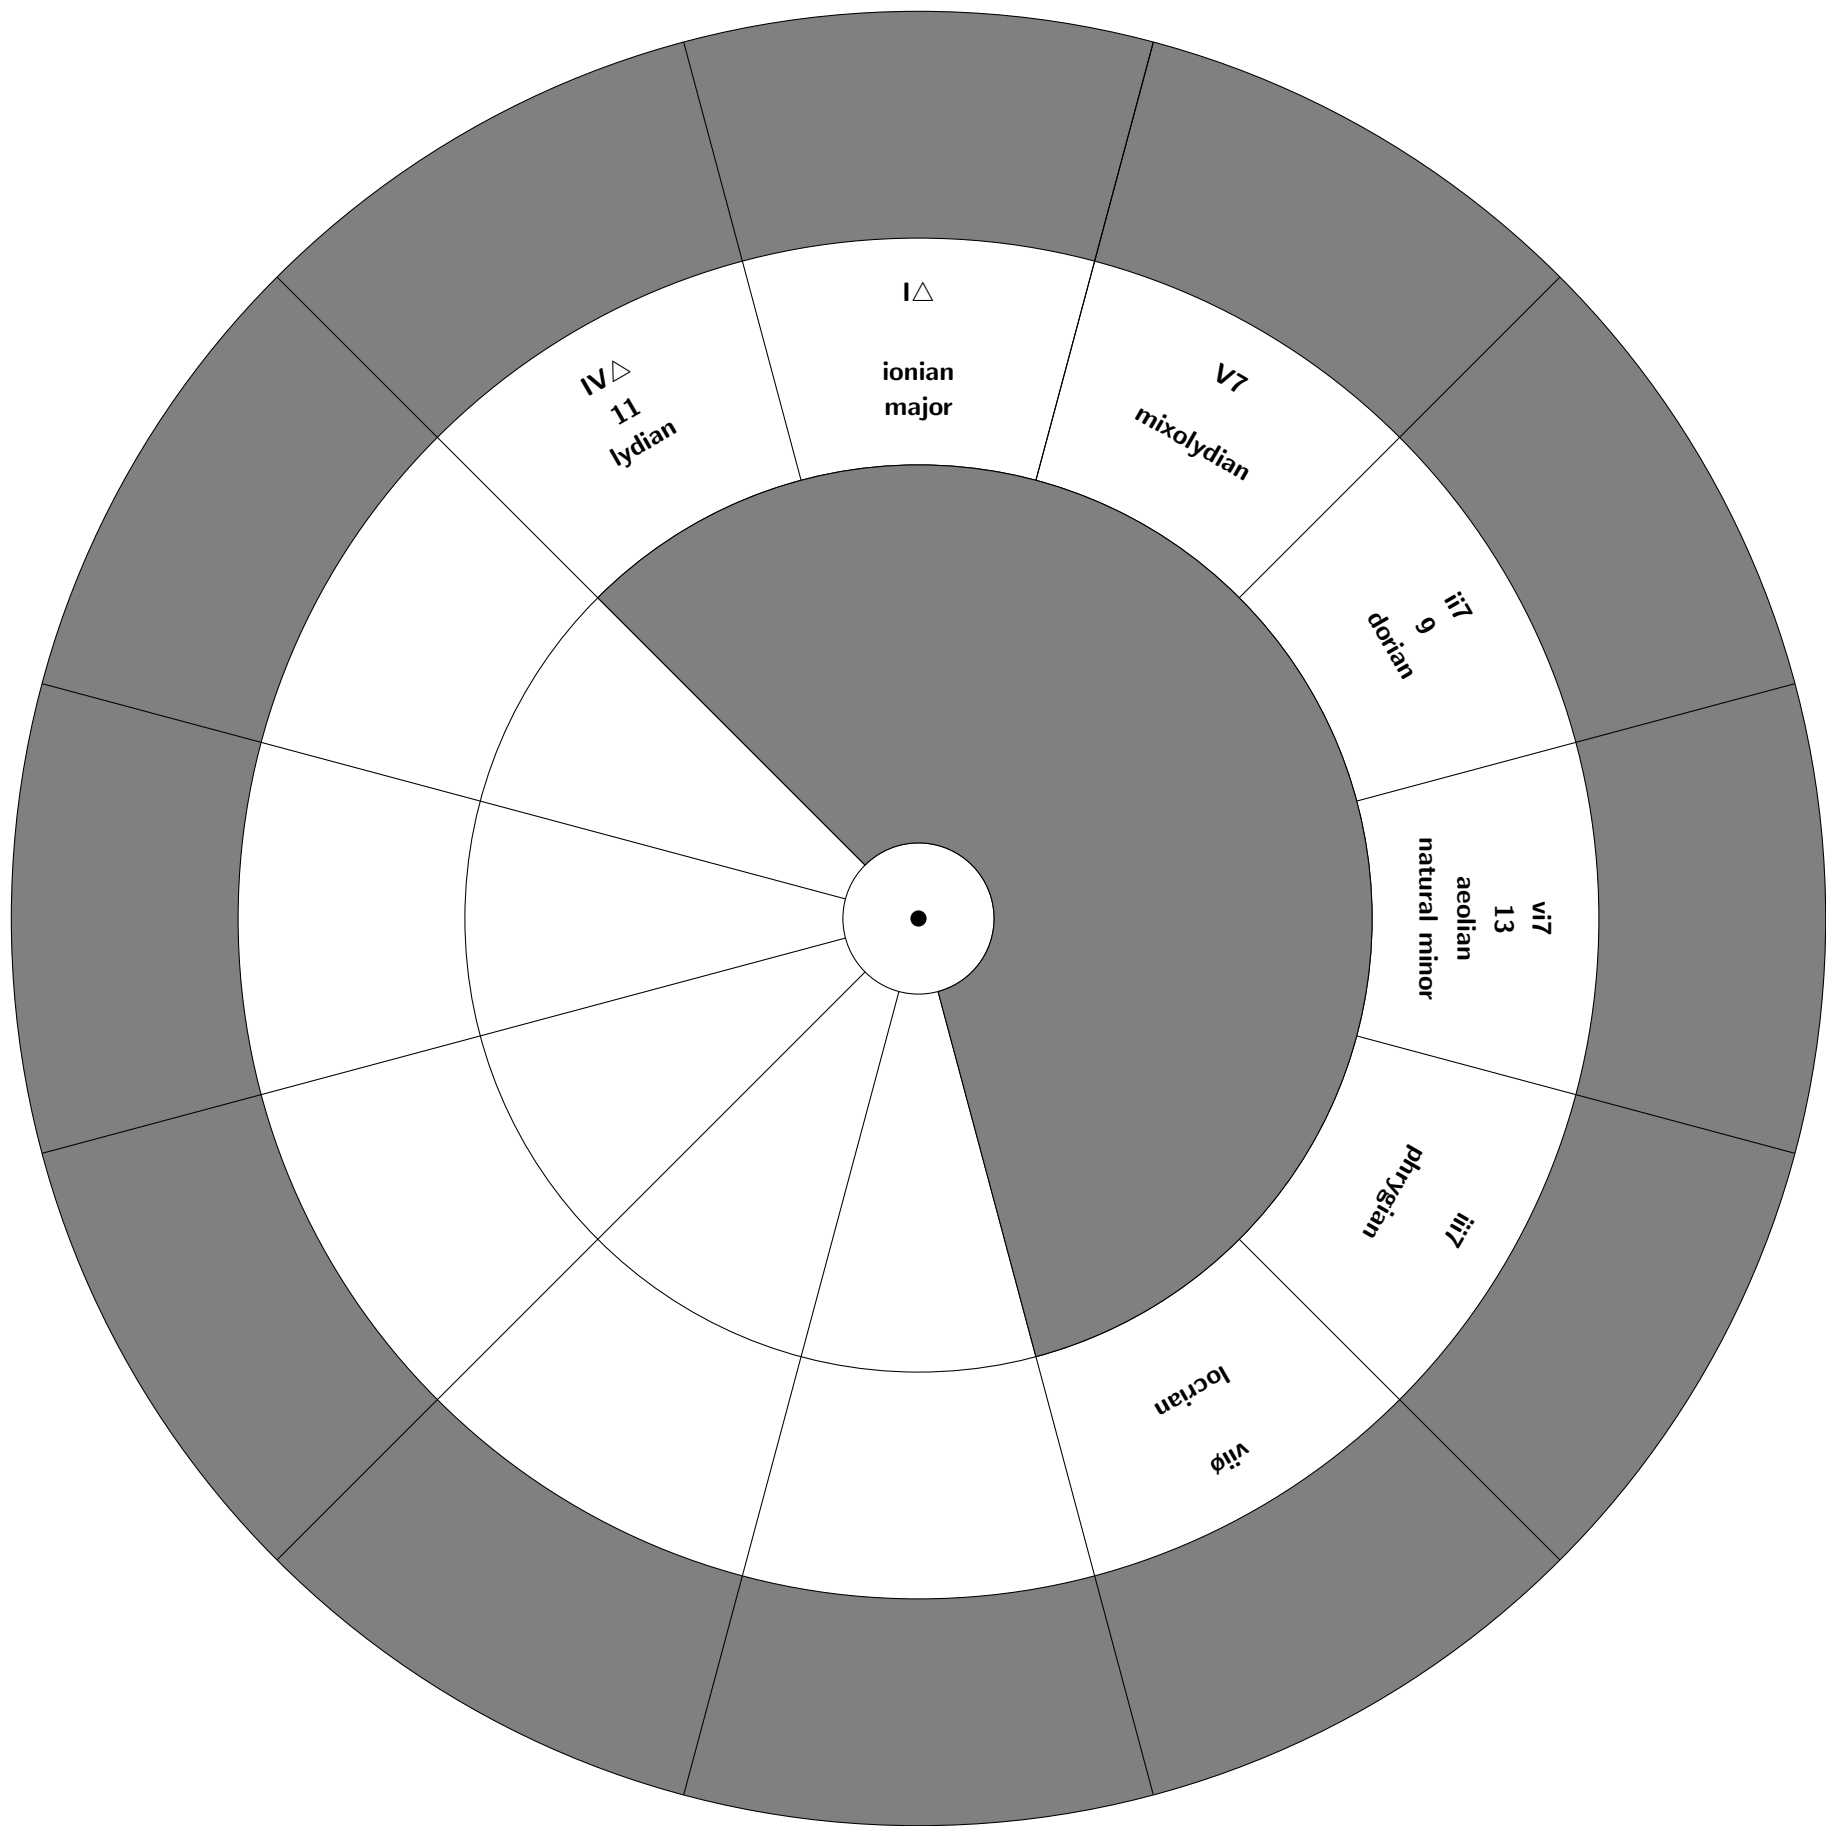 IV△
11
lydian
I△
ionian
major
V7
mixolydian
ii7
9
dorian
vi7
13
aeolian
natural minor
iii7
phrygian
viiø
locrian